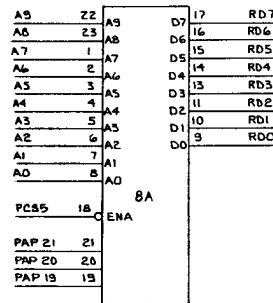 A9 22 A9 D7 17 RD7
A8 23 A8 D6 16 RD6
A7 1 A7 D5 15 RD5
A6 2 A6 D4 14 RD4
A5 3 A5 D3 13 RD3
A4 4 A4 D2 11 RD2
A3 5 A3 D1 10 RD1
A2 6 A2 D0 9 RD0
A1 7 A1
A0 8 A0
8A
PCS5 18 ENA
PAP 21 21
PAP 20 20
PAP 19 19